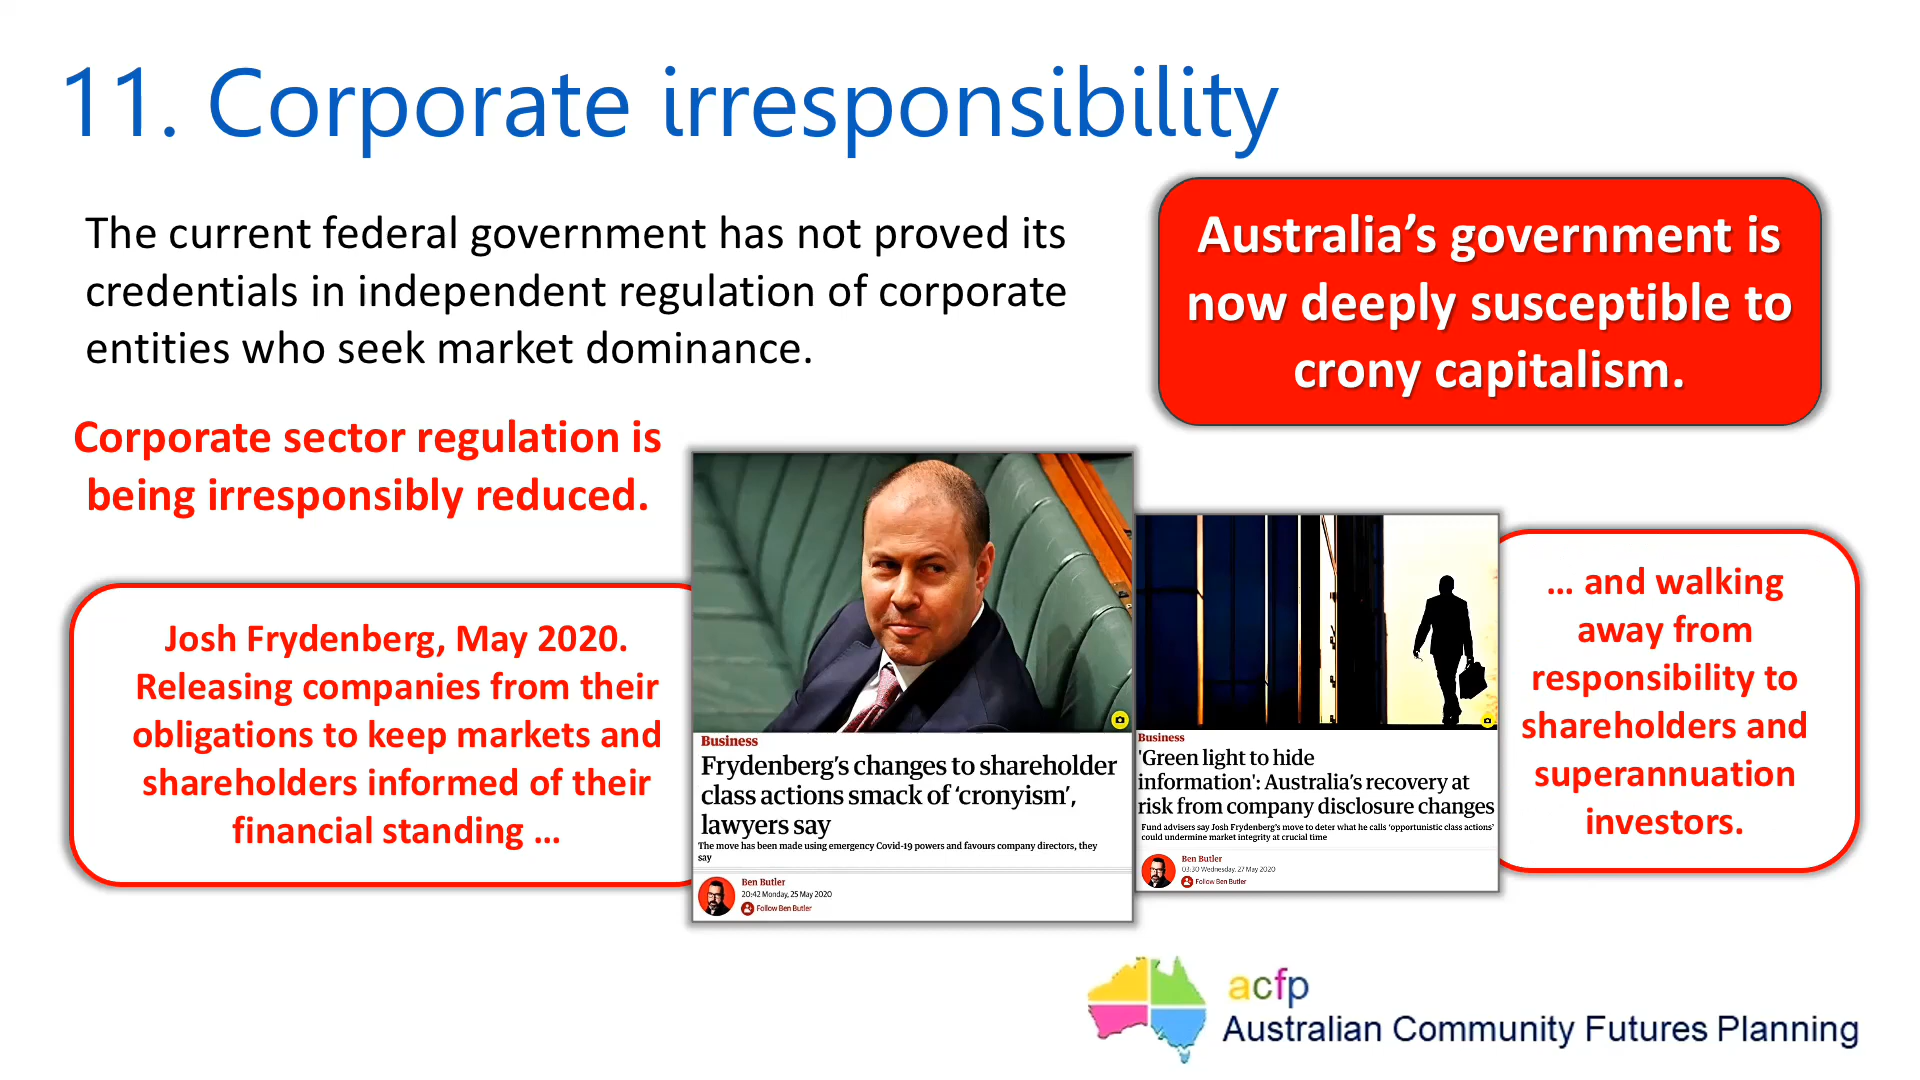 11. Corporate irresponsibility
The current federal government has not proved its
credentials in independent regulation of corporate
entities who seek market dominance.
Australia’s government is
now deeply susceptible to
crony capitalism.
Corporate sector regulation is
being irresponsibly reduced.
Josh Frydenberg, May 2020.
Releasing companies from their
obligations to keep markets and
shareholders informed of their
financial standing ...
Business
Frydenberg’s changes to shareholder
class actions smack of ‘cronyism’,
lawyers say
The move has been made using emergency Covid-19 powers and favours company directors, they
say
Ben Butler
20:42 Monday, 25 May 2020
Follow Ben Butler
Business
'Green light to hide
information': Australia’s recovery at
risk from company disclosure changes
Fund advisers say Josh Frydenberg’s move to deter what he calls ‘opportunistic class actions’
could undermine market integrity at crucial time
Ben Butler
03:30 Wednesday, 27 May 2020
Follow Ben Butler
... and walking
away from
responsibility to
shareholders and
superannuation
investors.
acfp
Australian Community Futures Planning